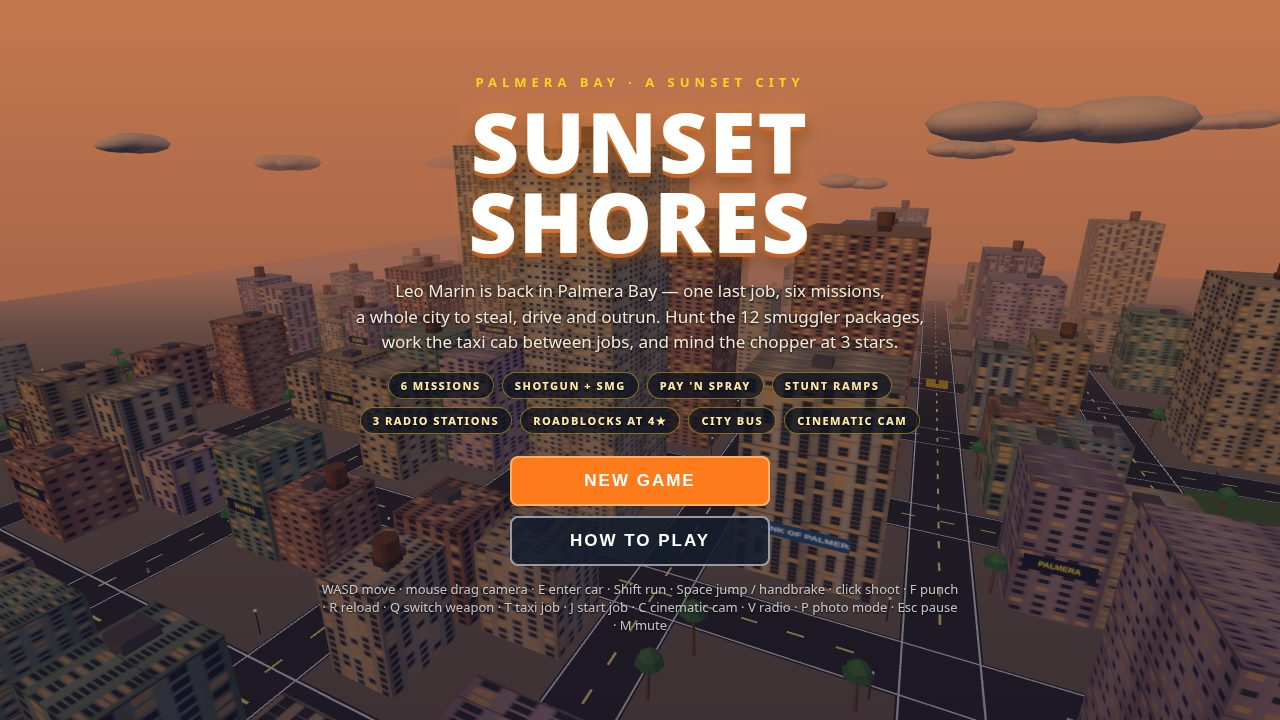 PALMERA BAY · A SUNSET CITY
SUNSET
SHORES
Leo Marin is back in Palmera Bay — one last job, six missions,
a whole city to steal, drive and outrun. Hunt the 12 smuggler packages,
work the taxi cab between jobs, and mind the chopper at 3 stars.
6 MISSIONS
SHOTGUN + SMG
PAY 'N SPRAY
STUNT RAMPS
3 RADIO STATIONS
ROADBLOCKS AT 4★
CITY BUS
CINEMATIC CAM
NEW GAME
HOW TO PLAY
NK OF PALMER
PALMERA
WASD move · mouse drag camera · E enter car · Shift run · Space jump / handbrake · click shoot · F punch
· R reload · Q switch weapon · T taxi job · J start job · C cinematic cam · V radio · P photo mode · Esc pause
· M mute